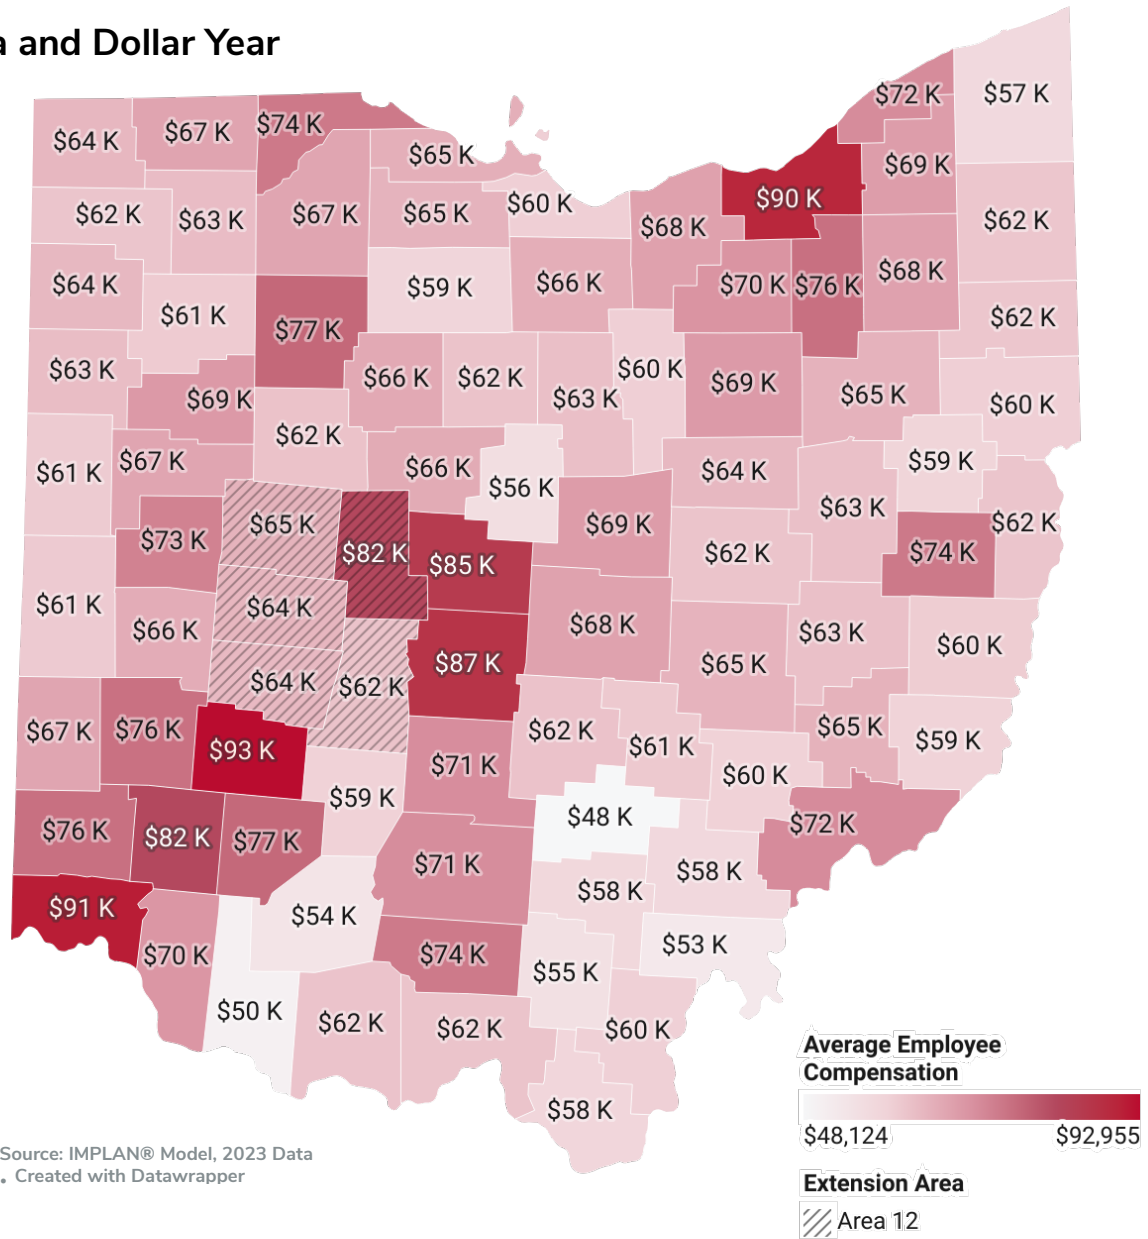 and Dollar Year
$72 K
$57 K
$64 K
$67 K
$74 K
$65 K
$69 K
$62 K
$63 K
$67 K
$65 K
$60 K
$68 K
$90 K
$62 K
$64 K
$61 K
$77 K
$59 K
$66 K
$70 K
$76 K
$68 K
$62 K
$63 K
$69 K
$66 K
$62 K
$63 K
$60 K
$69 K
$65 K
$60 K
$61 K
$67 K
$62 K
$66 K
$56 K
$64 K
$59 K
$73 K
$65 K
$82 K
$85 K
$69 K
$62 K
$63 K
$74 K
$62 K
$61 K
$66 K
$64 K
$87 K
$68 K
$65 K
$63 K
$60 K
$67 K
$76 K
$64 K
$62 K
$93 K
$71 K
$62 K
$61 K
$60 K
$65 K
$59 K
$76 K
$82 K
$77 K
$59 K
$71 K
$48 K
$58 K
$72 K
$91 K
$70 K
$54 K
$74 K
$58 K
$55 K
$53 K
$50 K
$62 K
$62 K
$60 K
$58 K
Average Employee
Compensation
$48,124 $92,955
Extension Area
Area 12
Source: IMPLAN® Model, 2023 Data
. Created with Datawrapper